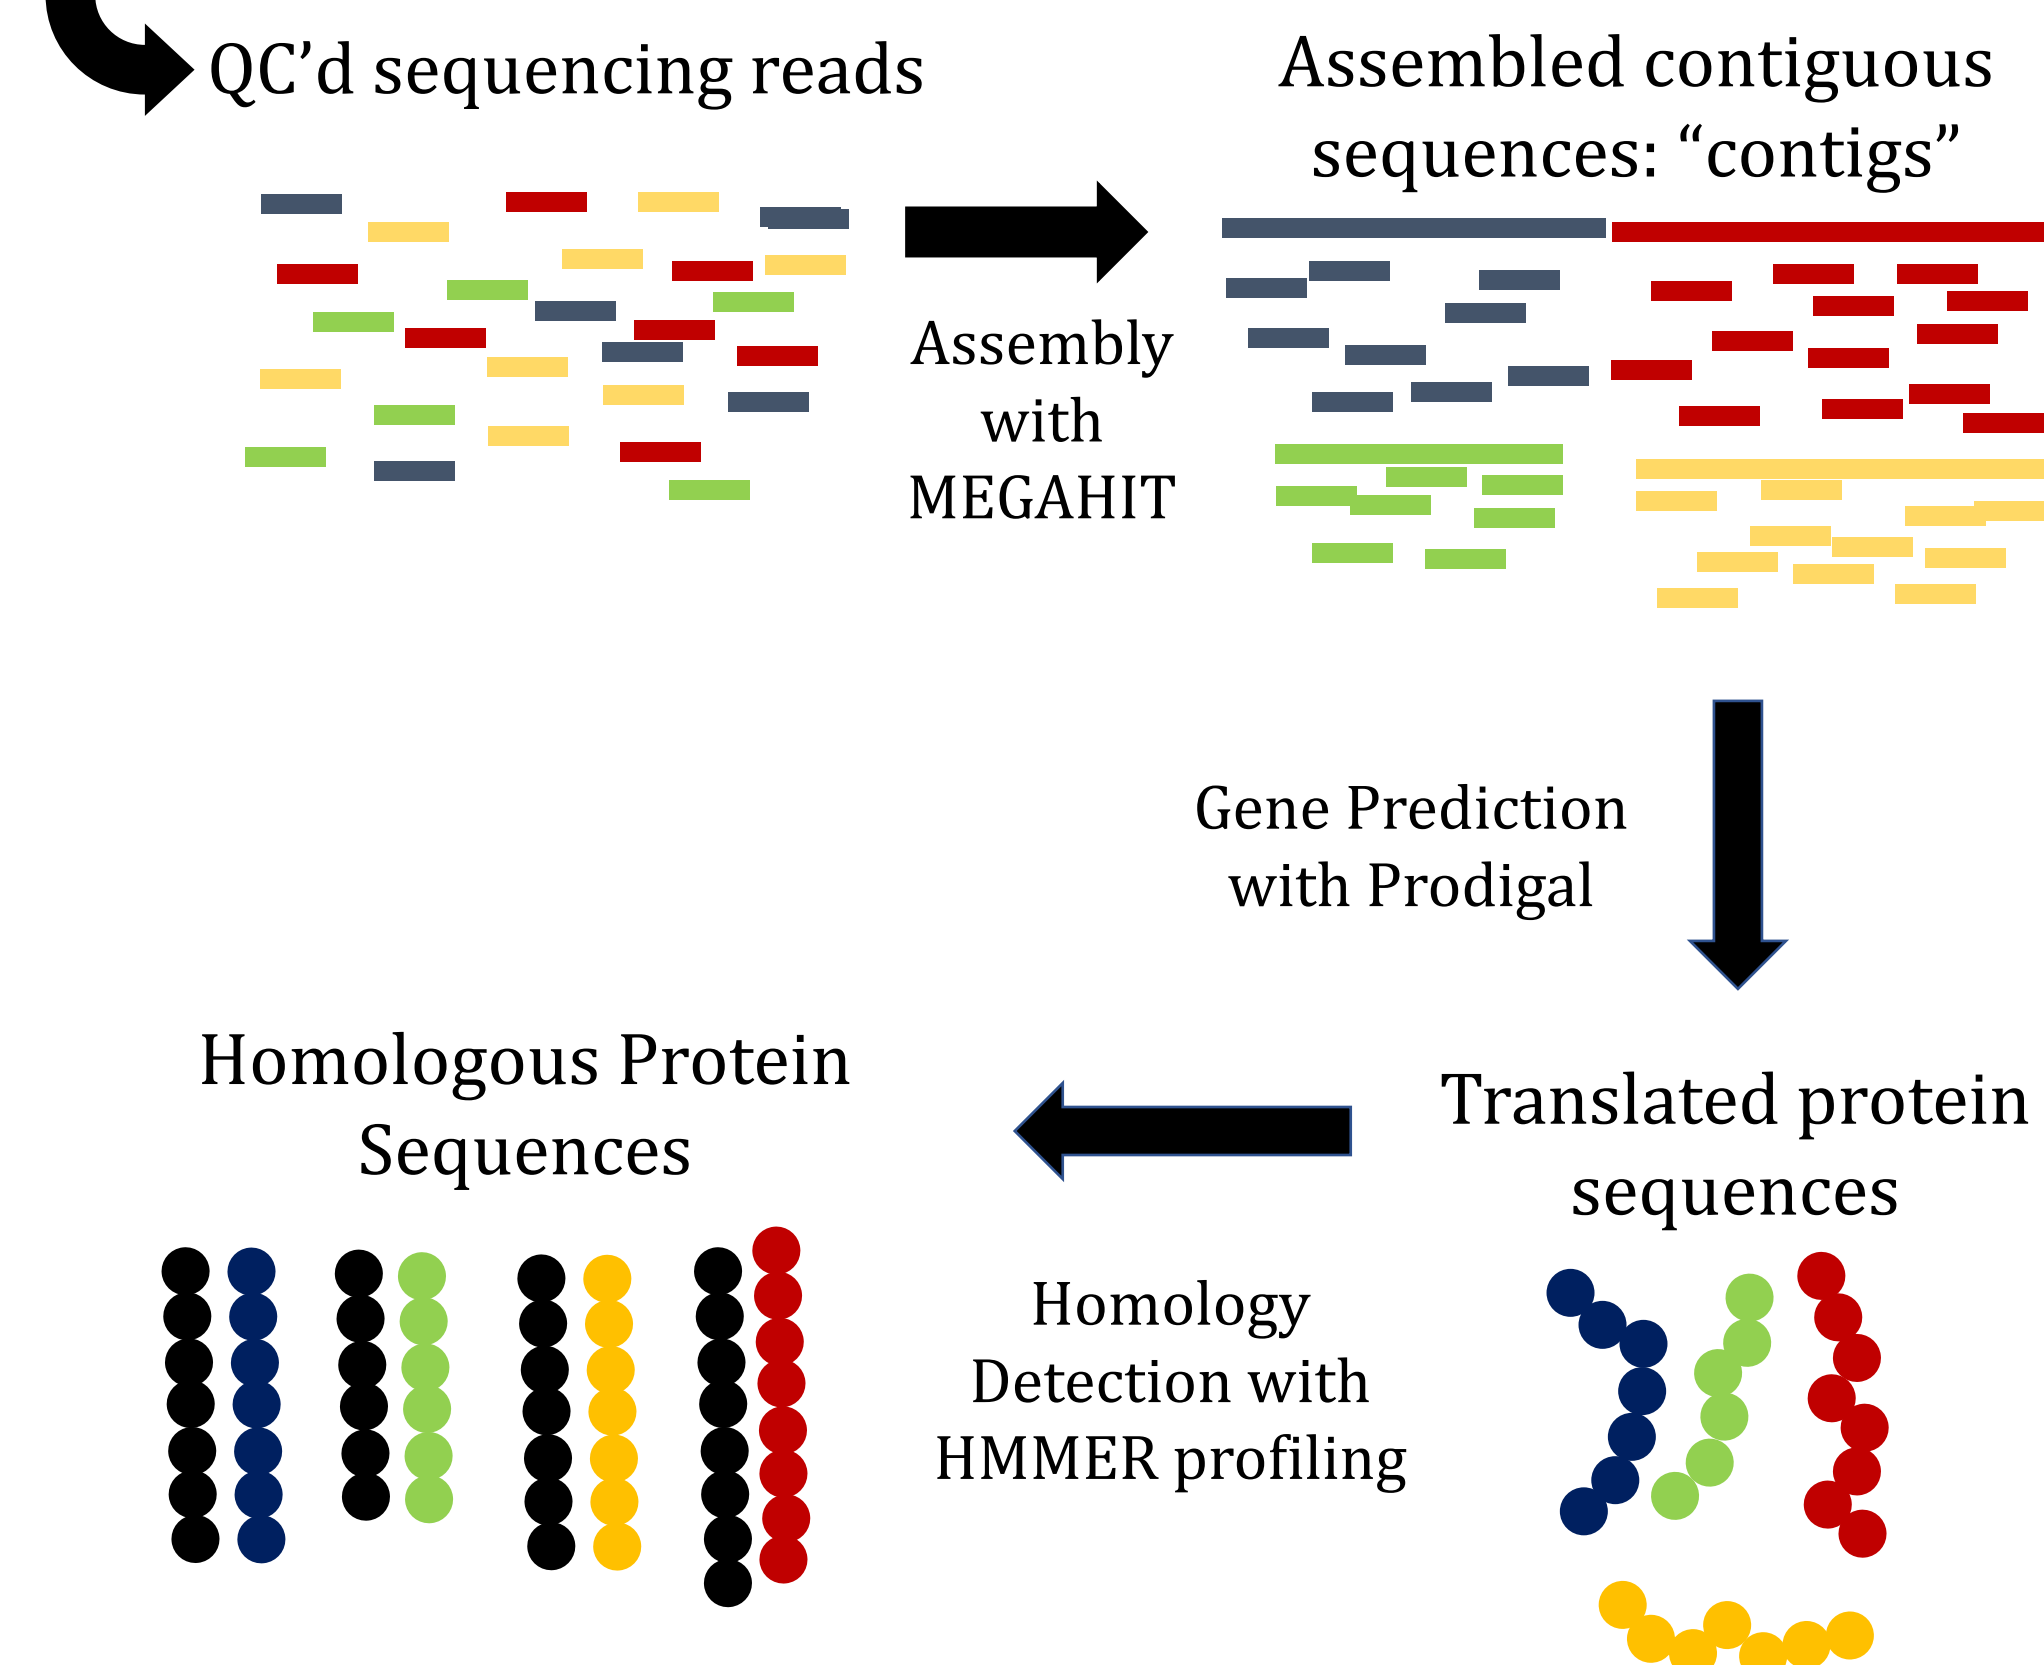 QC’d sequencing reads
Assembled contiguous
sequences: “contigs”
Assembly
with
MEGAHIT
Gene Prediction
with Prodigal
Translated protein
sequences
Homology
Detection with
HMMER profiling
Homologous Protein
Sequences